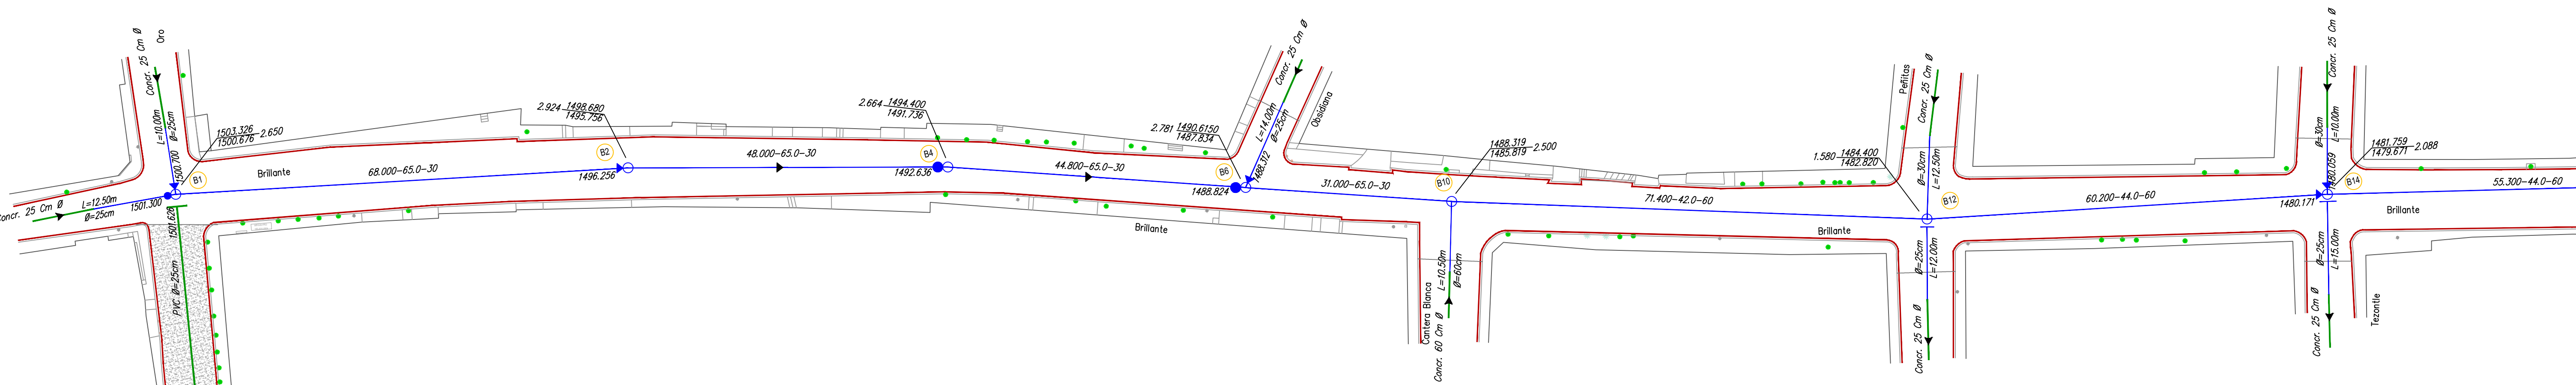 Concr. 25 Cm Ø
Oro
L=10.00m
Ø=25cm
1503.326
1500.676
2.650
1500.700
B1
Brillante
oncr. 25 Cm Ø
L=12.50m
Ø=25cm
1501.300
1501.626
PVC Ø=25cm
68.000-65.0-30
2.924
1498.680
1495.756
B2
1496.256
48.000-65.0-30
2.664
1494.400
1491.736
B4
1492.636
44.800-65.0-30
Brillante
2.781
1490.6150
1487.834
B6
1488.824
Concr. 25 Cm Ø
L=14.00m
Ø=25cm
1488.312
Obsidiana
31.000-65.0-30
B10
1488.319
1485.819
2.500
Cantera Blanca
L=10.50m
Ø=60cm
Concr. 60 Cm Ø
71.400-42.0-60
Brillante
1.580
1484.400
1482.820
Peñitas
Concr. 25 Cm Ø
Ø=30cm
L=12.50m
B12
Ø=25cm
L=12.00m
Concr. 25 Cm Ø
60.200-44.0-60
Concr. 25 Cm Ø
Ø=30cm
L=10.00m
1480.059
1481.759
1479.671
2.088
B14
1480.171
Ø=25cm
L=15.00m
Concr. 25 Cm Ø
Tezontle
55.300-44.0-60
Brillante